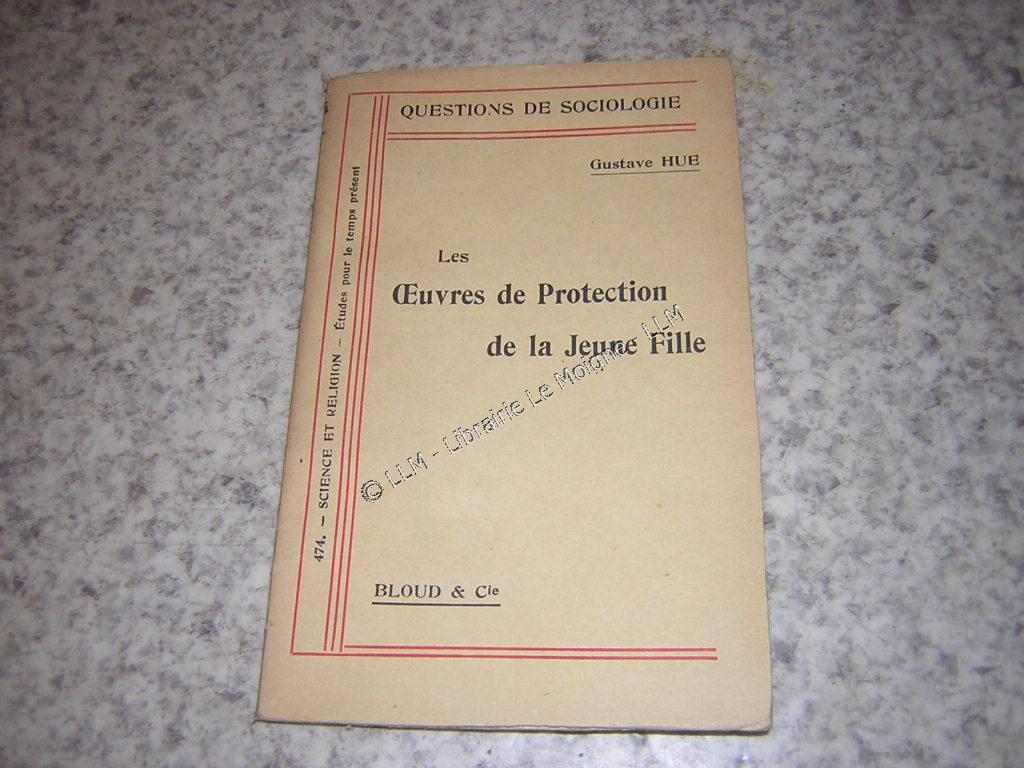 QUESTIONS DE SOCIOLOGIE
Gustave HUE
Les
Œuvres de Protection
de la Jeune Fille
BLOUD & Cie
474. — SCIENCE ET RELIGION — Études pour le temps présent
© LLM - Librairie Le Moigne - LLM